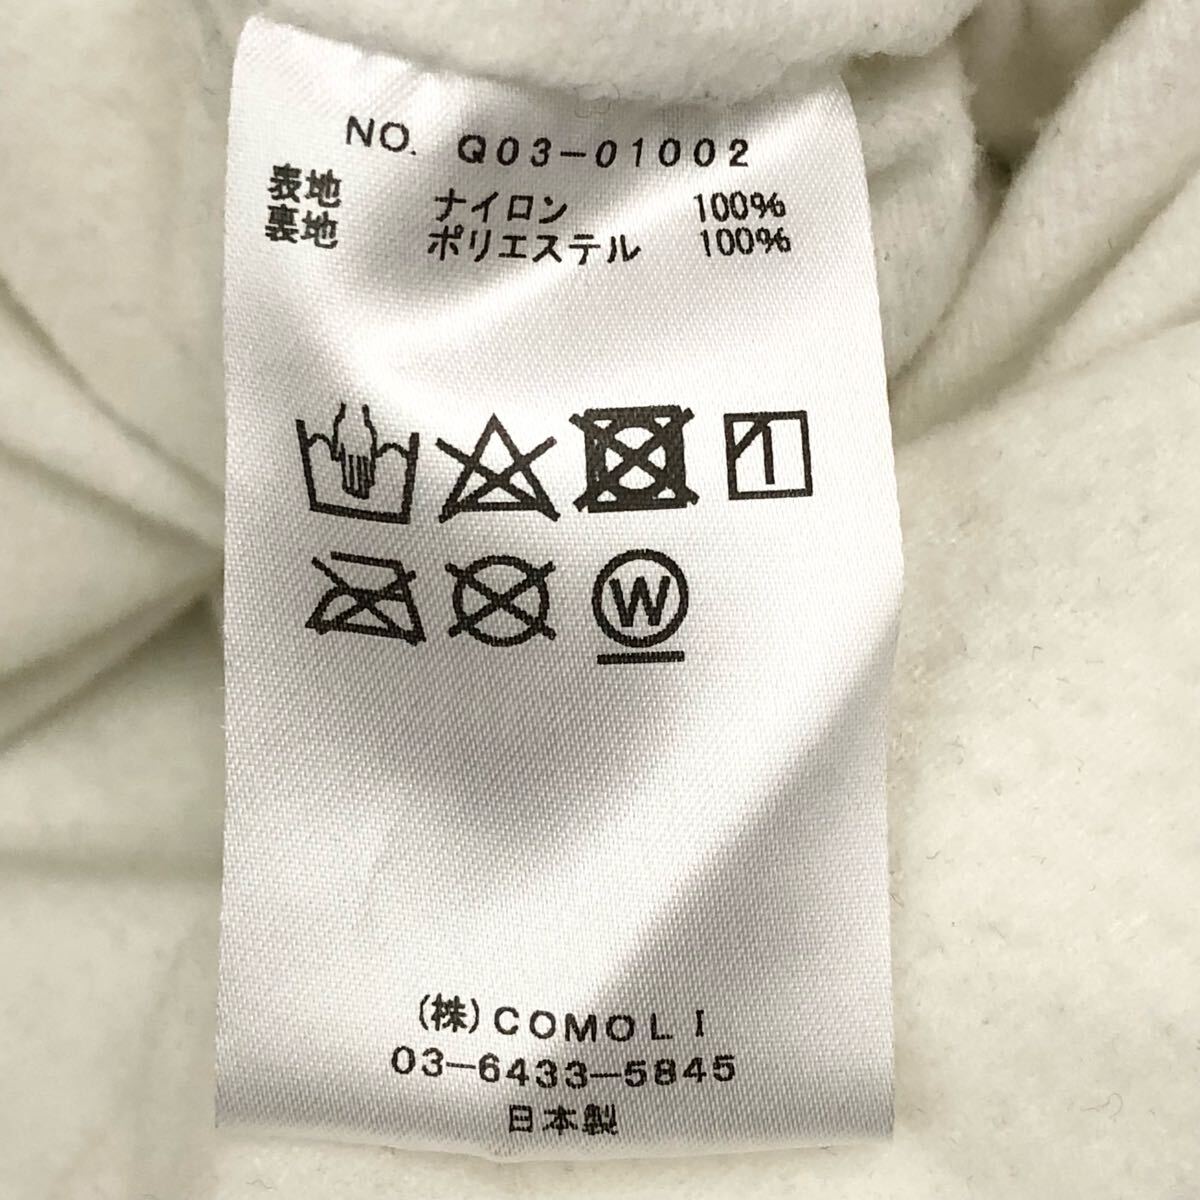 NO. Q03-01002
表地 ナイロン 100%
裏地 ポリエステル 100%
W
(株)COMOLI
03-6433-5845
日本製